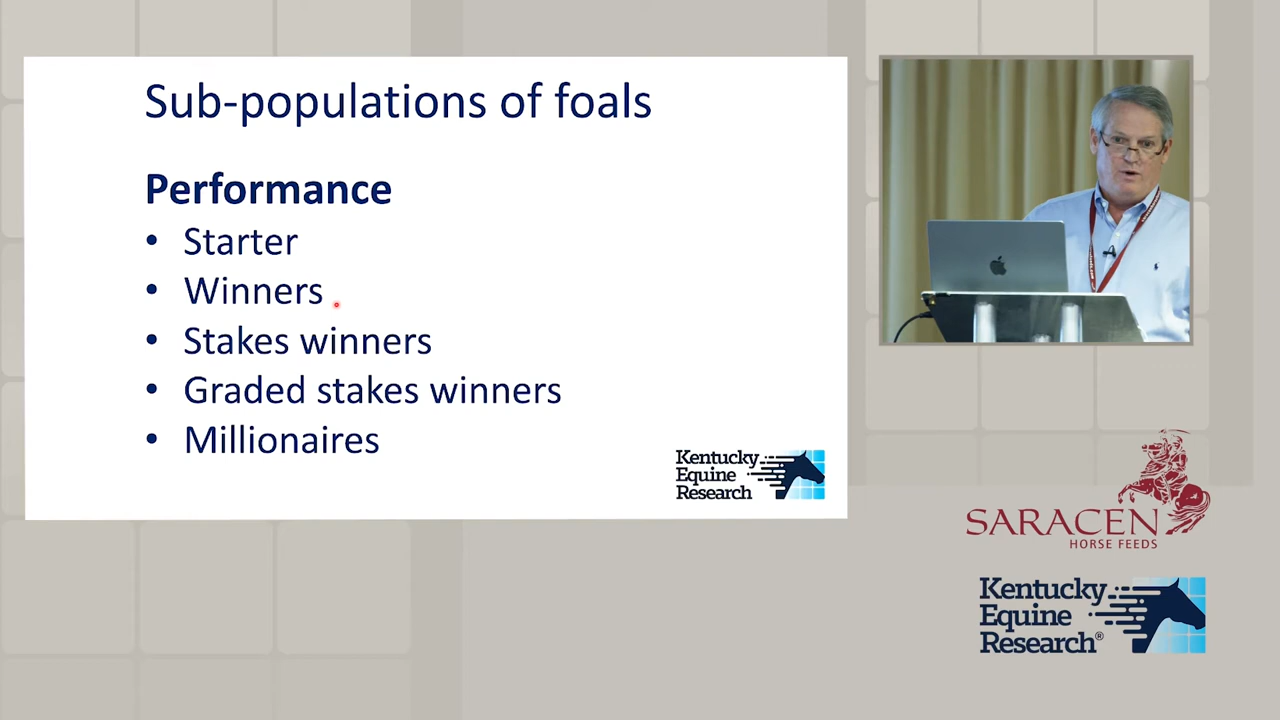 Sub-populations of foals
Performance
• Starter
• Winners
• Stakes winners
• Graded stakes winners
• Millionaires
Kentucky
Equine
Research
SARACEN
HORSE FEEDS
Kentucky
Equine
Research®